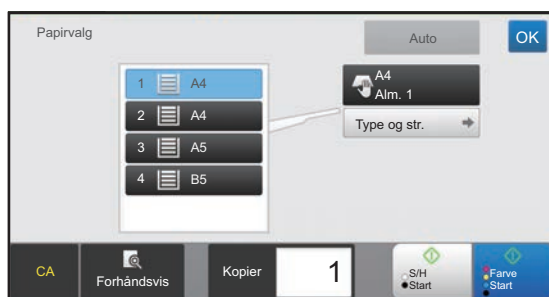 Papirvalg
Auto
OK
1 A4
2 A4
3 A5
4 B5
A4
Alm. 1
Type og str.
CA
Forhåndsvis
Kopier
1
S/H
Start
Farve
Start